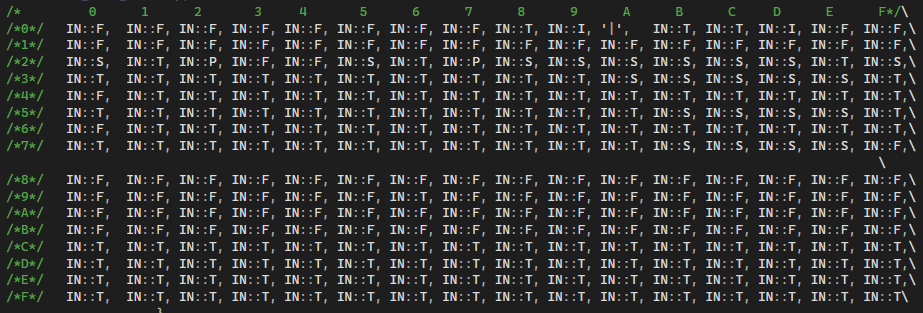 /* 0 1 2 3 4 5 6 7 8 9 A B C D E F*/\
/*0*/ IN::F, IN::F, IN::F, IN::F, IN::F, IN::F, IN::F, IN::F, IN::T, IN::I, '|', IN::T, IN::T, IN::I, IN::F, IN::F,\
/*1*/ IN::F, IN::F, IN::F, IN::F, IN::F, IN::F, IN::F, IN::F, IN::F, IN::F, IN::F, IN::F, IN::F, IN::F, IN::F, IN::F,\
/*2*/ IN::S, IN::T, IN::P, IN::F, IN::F, IN::S, IN::T, IN::P, IN::S, IN::S, IN::S, IN::S, IN::S, IN::S, IN::T, IN::S,\
/*3*/ IN::T, IN::T, IN::T, IN::T, IN::T, IN::T, IN::T, IN::T, IN::T, IN::T, IN::S, IN::S, IN::S, IN::S, IN::S, IN::T,\
/*4*/ IN::F, IN::T, IN::T, IN::T, IN::T, IN::T, IN::T, IN::T, IN::T, IN::T, IN::T, IN::T, IN::T, IN::T, IN::T, IN::T,\
/*5*/ IN::T, IN::T, IN::T, IN::T, IN::T, IN::T, IN::T, IN::T, IN::T, IN::T, IN::T, IN::S, IN::S, IN::S, IN::T, IN::T,\
/*6*/ IN::F, IN::T, IN::T, IN::T, IN::T, IN::T, IN::T, IN::T, IN::T, IN::T, IN::T, IN::T, IN::T, IN::T, IN::T, IN::T,\
/*7*/ IN::T, IN::T, IN::T, IN::T, IN::T, IN::T, IN::T, IN::T, IN::T, IN::T, IN::T, IN::S, IN::S, IN::S, IN::S, IN::F,\
\
/*8*/ IN::F, IN::F, IN::F, IN::F, IN::F, IN::F, IN::F, IN::F, IN::F, IN::F, IN::F, IN::F, IN::F, IN::F, IN::F, IN::F,\
/*9*/ IN::F, IN::F, IN::F, IN::F, IN::F, IN::F, IN::F, IN::F, IN::F, IN::F, IN::F, IN::F, IN::F, IN::F, IN::F, IN::F,\
/*A*/ IN::F, IN::F, IN::F, IN::F, IN::F, IN::F, IN::F, IN::F, IN::F, IN::F, IN::F, IN::F, IN::F, IN::F, IN::F, IN::F,\
/*B*/ IN::F, IN::F, IN::F, IN::F, IN::F, IN::F, IN::F, IN::F, IN::F, IN::F, IN::F, IN::F, IN::F, IN::F, IN::F, IN::F,\
/*C*/ IN::T, IN::T, IN::T, IN::T, IN::T, IN::T, IN::T, IN::T, IN::T, IN::T, IN::T, IN::T, IN::T, IN::T, IN::T, IN::T,\
/*D*/ IN::T, IN::T, IN::T, IN::T, IN::T, IN::T, IN::T, IN::T, IN::T, IN::T, IN::T, IN::T, IN::T, IN::T, IN::T, IN::T,\
/*E*/ IN::T, IN::T, IN::T, IN::T, IN::T, IN::T, IN::T, IN::T, IN::T, IN::T, IN::T, IN::T, IN::T, IN::T, IN::T, IN::T,\
/*F*/ IN::T, IN::T, IN::T, IN::T, IN::T, IN::T, IN::T, IN::T, IN::T, IN::T, IN::T, IN::T, IN::T, IN::T, IN::T, IN::T\